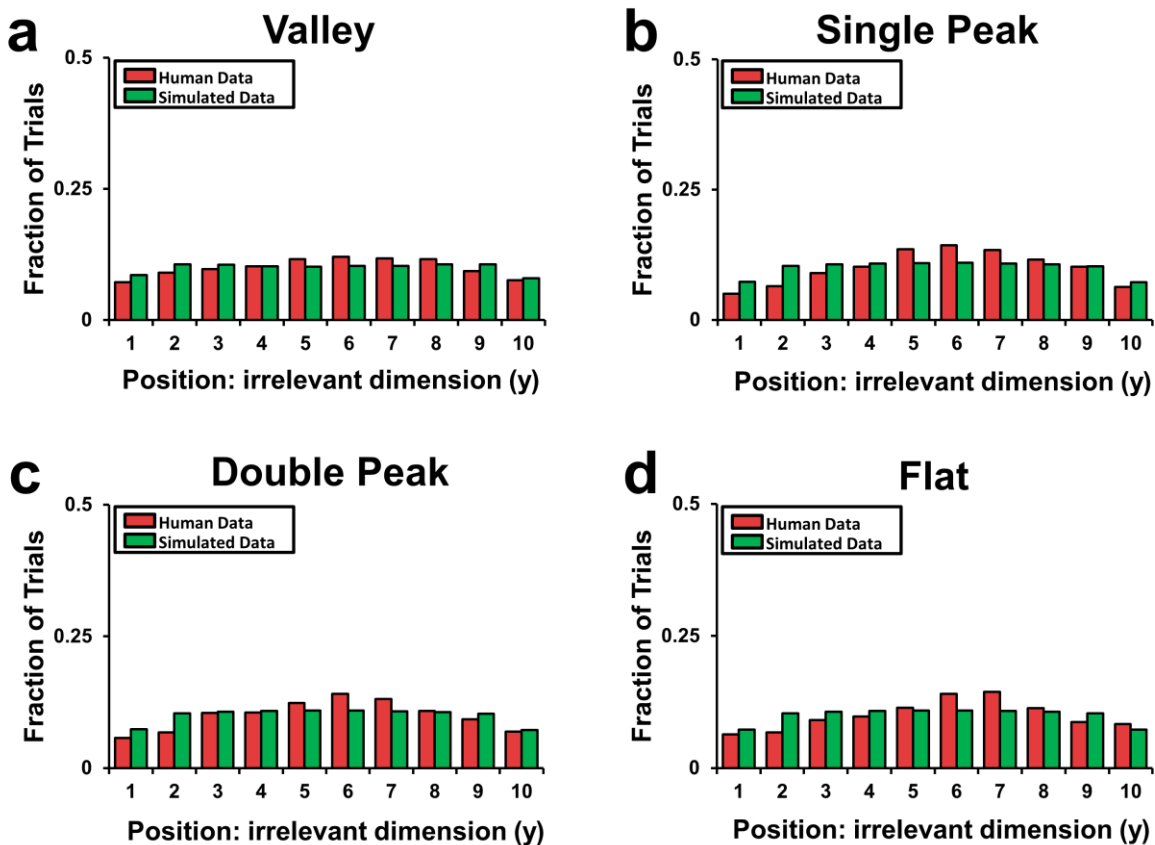 a
Valley
0.5
Human Data
Simulated Data
Fraction of Trials
0.25
0
1 2 3 4 5 6 7 8 9 10
Position: irrelevant dimension (y)
b
Single Peak
0.5
Human Data
Simulated Data
Fraction of Trials
0.25
0
1 2 3 4 5 6 7 8 9 10
Position: irrelevant dimension (y)
c
Double Peak
0.5
Human Data
Simulated Data
Fraction of Trials
0.25
0
1 2 3 4 5 6 7 8 9 10
Position: irrelevant dimension (y)
d
Flat
0.5
Human Data
Simulated Data
Fraction of Trials
0.25
0
1 2 3 4 5 6 7 8 9 10
Position: irrelevant dimension (y)